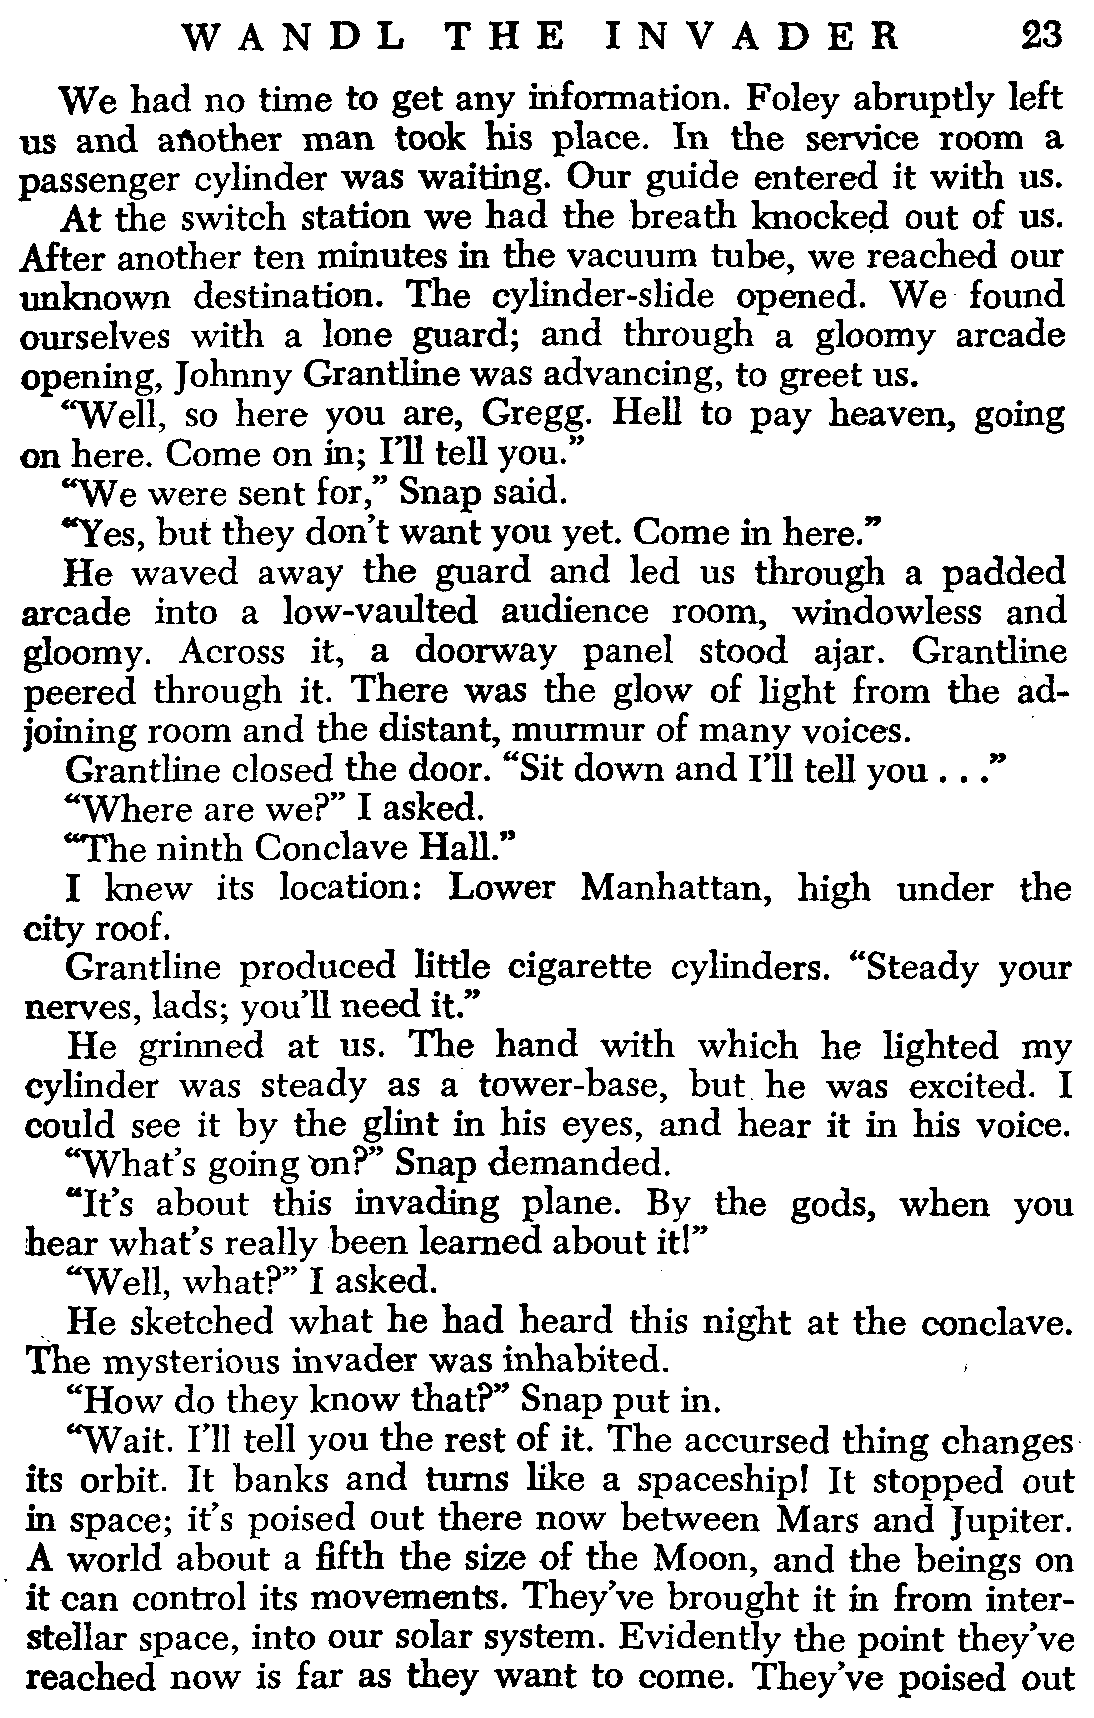 WANDL THE INVADER 23
We had no time to get any information. Foley abruptly left
us and another man took his place. In the service room a
passenger cylinder was waiting. Our guide entered it with us.
At the switch station we had the breath knocked out of us.
After another ten minutes in the vacuum tube, we reached our
unknown destination. The cylinder-slide opened. We found
ourselves with a lone guard; and through a gloomy arcade
opening, Johnny Grantline was advancing, to greet us.
“Well, so here you are, Gregg. Hell to pay heaven, going
on here. Come on in; I’ll tell you.”
“We were sent for,” Snap said.
“Yes, but they don’t want you yet. Come in here.”
He waved away the guard and led us through a padded
arcade into a low-vaulted audience room, windowless and
gloomy. Across it, a doorway panel stood ajar. Grantline
peered through it. There was the glow of light from the ad-
joining room and the distant, murmur of many voices.
Grantline closed the door. “Sit down and I’ll tell you . . .”
“Where are we?” I asked.
“The ninth Conclave Hall.”
I knew its location: Lower Manhattan, high under the
city roof.
Grantline produced little cigarette cylinders. “Steady your
nerves, lads; you’ll need it.”
He grinned at us. The hand with which he lighted my
cylinder was steady as a tower-base, but he was excited. I
could see it by the glint in his eyes, and hear it in his voice.
“What’s going on?” Snap demanded.
“It’s about this invading plane. By the gods, when you
hear what’s really been learned about it!”
“Well, what?” I asked.
He sketched what he had heard this night at the conclave.
The mysterious invader was inhabited.
“How do they know that?” Snap put in.
“Wait. I’ll tell you the rest of it. The accursed thing changes
its orbit. It banks and turns like a spaceship! It stopped out
in space; it’s poised out there now between Mars and Jupiter.
A world about a fifth the size of the Moon, and the beings on
it can control its movements. They’ve brought it in from inter-
stellar space, into our solar system. Evidently the point they’ve
reached now is far as they want to come. They’ve poised out